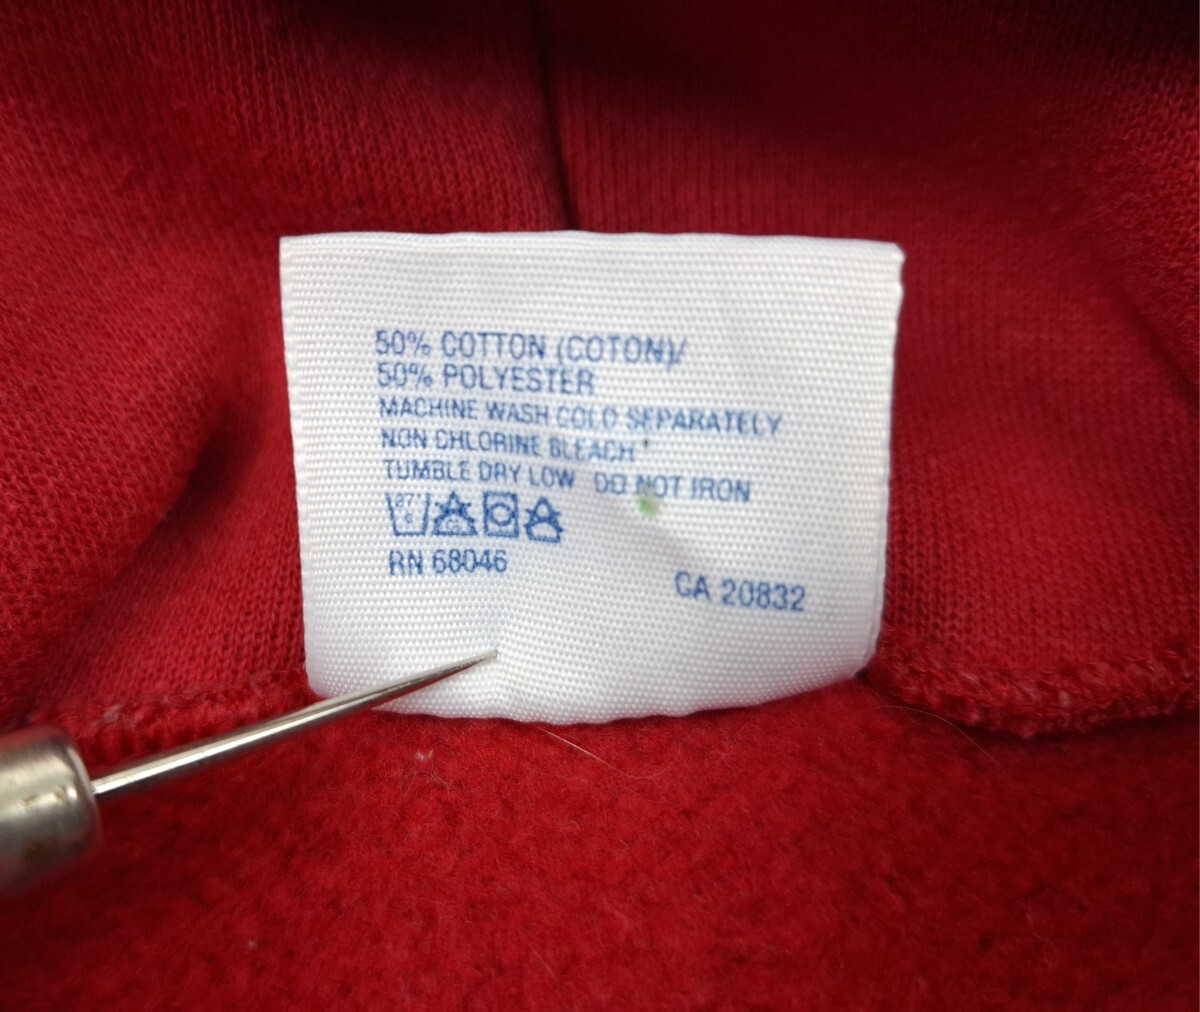 50% COTTON (COTON)/
50% POLYESTER
MACHINE WASH COLD SEPARATELY
NON CHLORINE BLEACH
TUMBLE DRY LOW DO NOT IRON
RN 68046
CA 20832